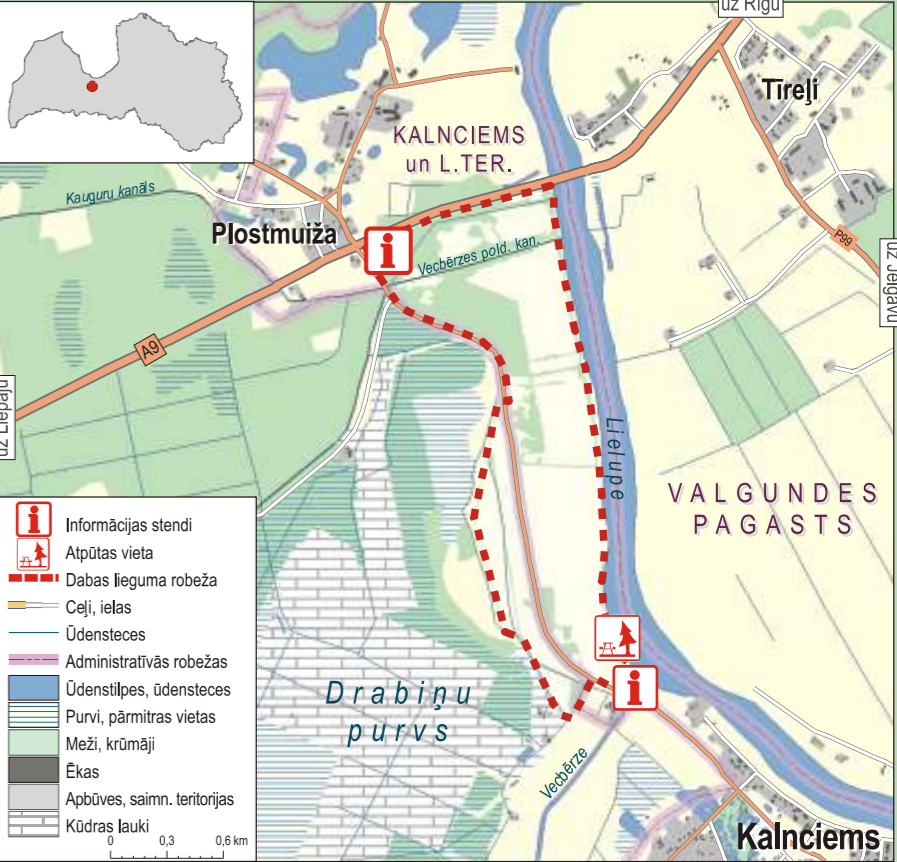 uz Rīgu
Tīreļi
KALNCIEMS
un L.TER.
Kauguru kanāls
Plostmuiža
Vecbērzes pold. kan.
P99
uz Jelgavu
A9
uz Liepāju
Lielupe
VALGUNDES
PAGASTS
Informācijas stendi
Atpūtas vieta
Dabas lieguma robeža
Ceļi, ielas
Ūdensteces
Administratīvās robežas
Ūdenstilpes, ūdensteces
Purvi, pārmitras vietas
Meži, krūmāji
Ēkas
Apbūves, saimn. teritorijas
Kūdras lauki
0 0,3 0,6 km
Drabiņu
purvs
Vecbērze
Kalnciems